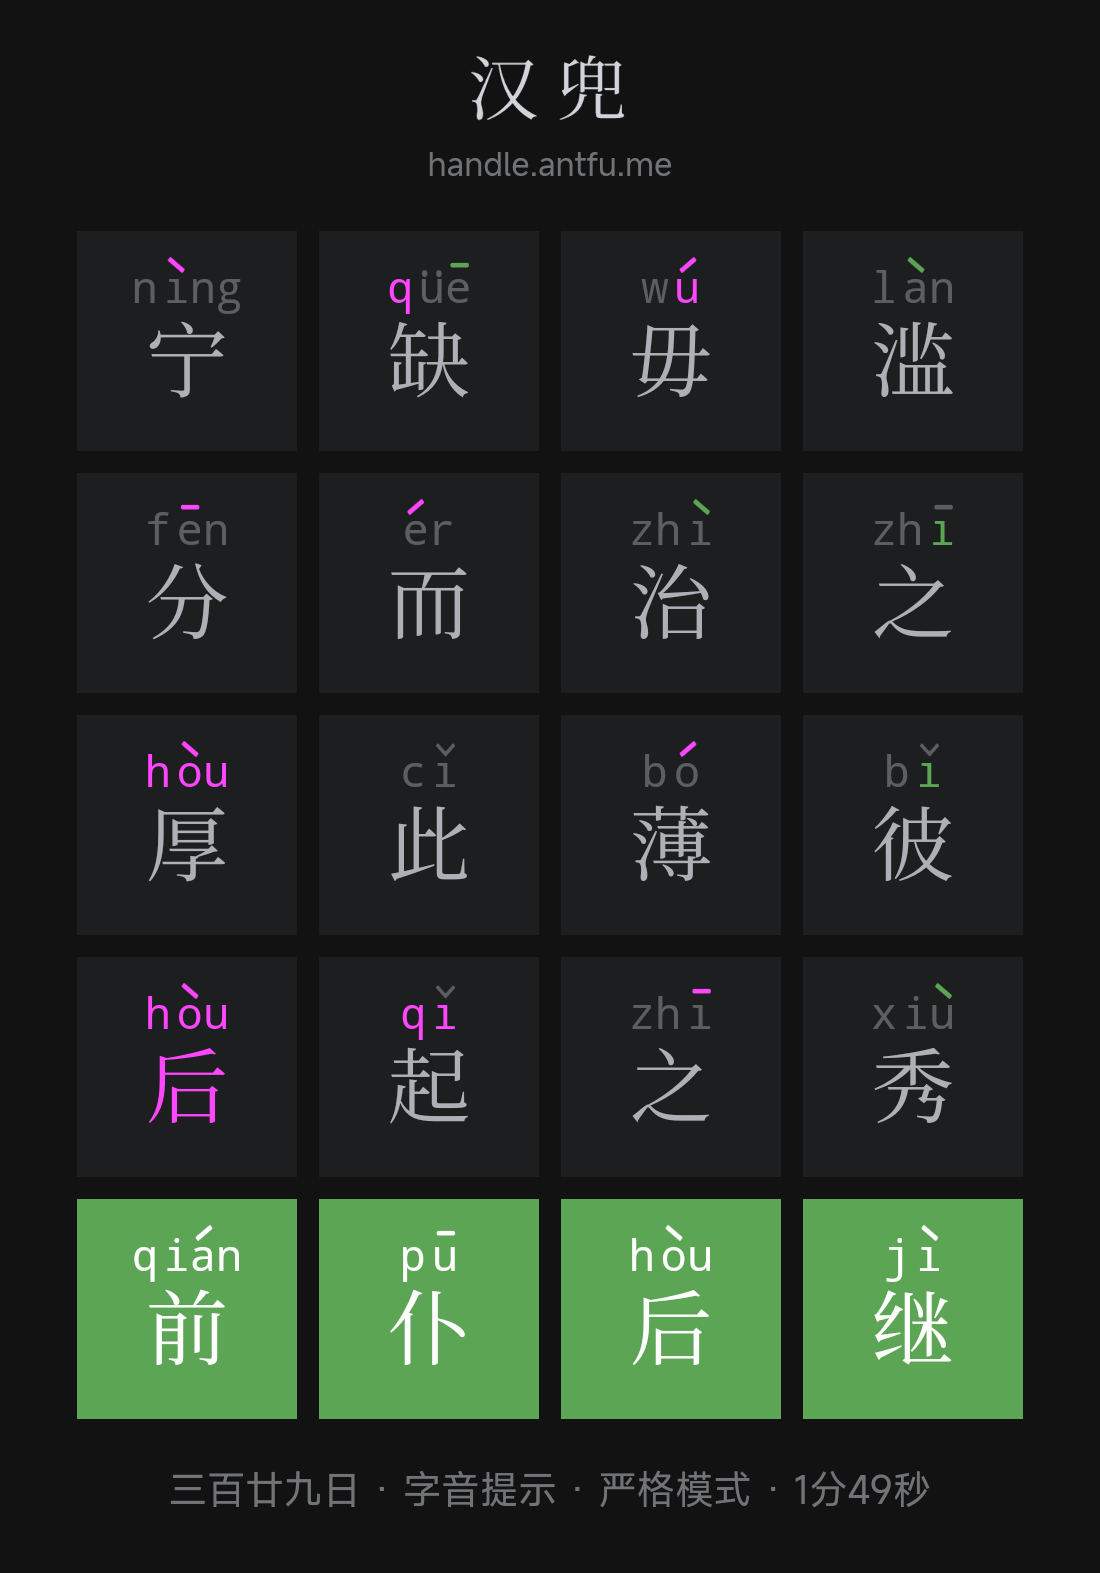 汉兜
handle.antfu.me
nìng qüē wú làn
宁缺毋滥
fēn ér zhì zhī
分而治之
hòu cǐ bó bǐ
厚此薄彼
hòu qǐ zhī xiù
后起之秀
qián pū hòu jì
前仆后继
三百廿九日 · 字音提示 · 严格模式 · 1分49秒